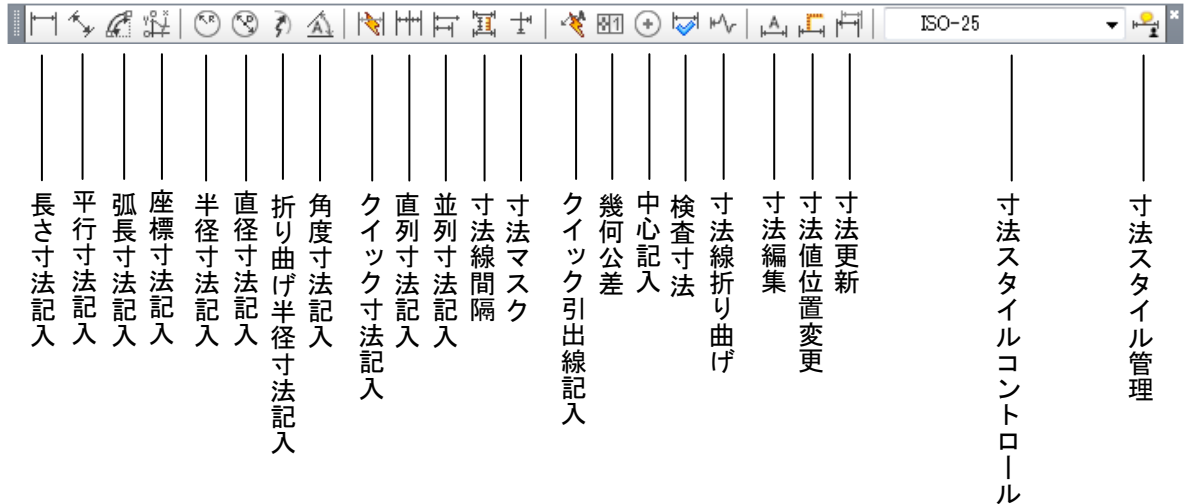 ISO-25
長さ寸法記入
平行寸法記入
弧長寸法記入
座標寸法記入
半径寸法記入
直径寸法記入
折り曲げ半径寸法記入
角度寸法記入
クイック寸法記入
直列寸法記入
並列寸法記入
寸法線間隔
寸法マスク
クイック引出線記入
幾何公差
中心記入
検査寸法
寸法線折り曲げ
寸法編集
寸法値位置変更
寸法更新
寸法スタイルコントロール
寸法スタイル管理